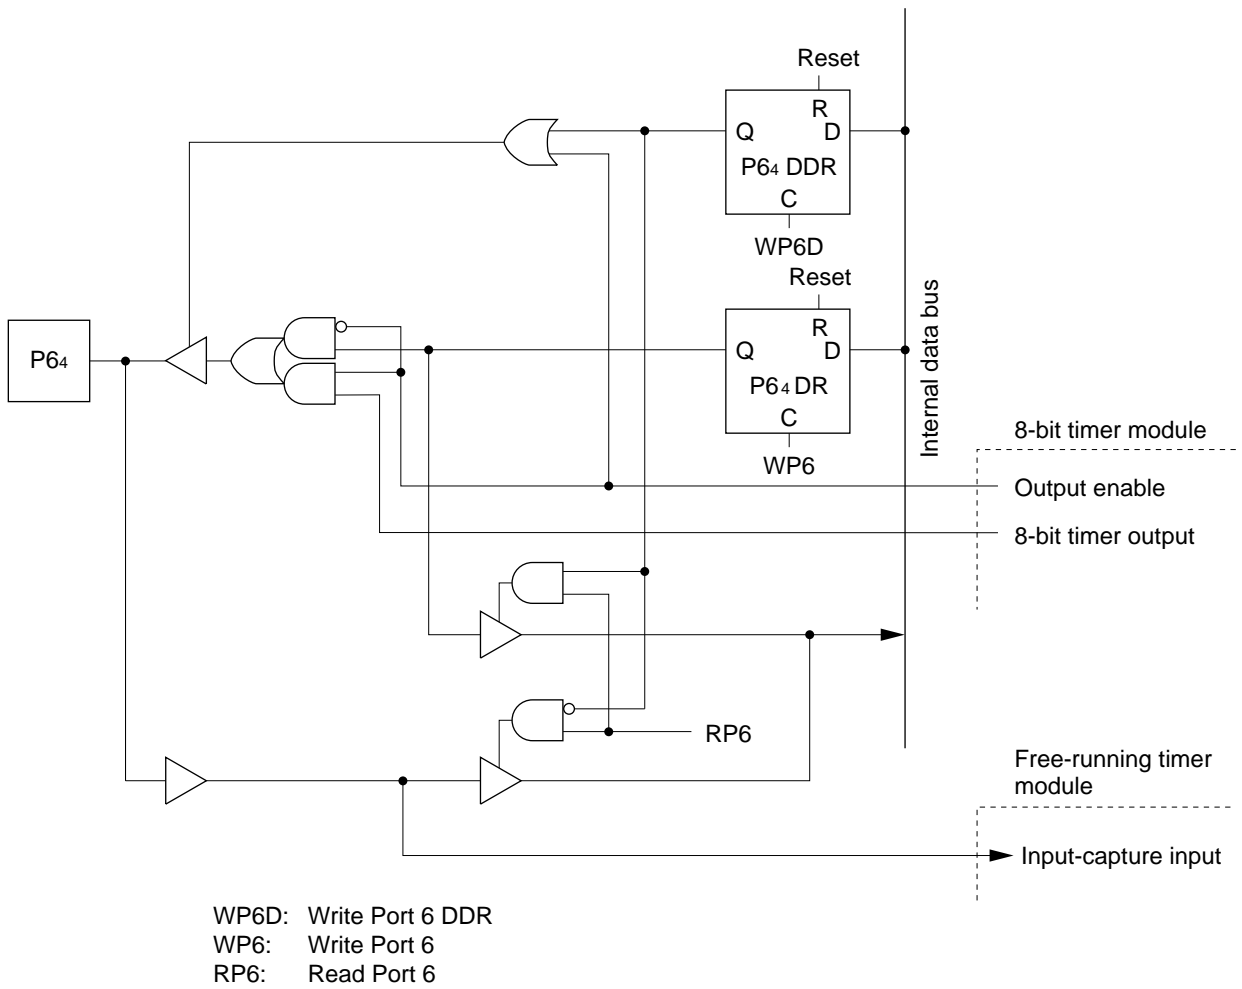 Reset
R
Q D
P64 DDR
C
WP6D
Reset
R
Q D
P64 DR
C
WP6
P64
Internal data bus
8-bit timer module
Output enable
8-bit timer output
RP6
Free-running timer
module
Input-capture input
WP6D: Write Port 6 DDR
WP6: Write Port 6
RP6: Read Port 6